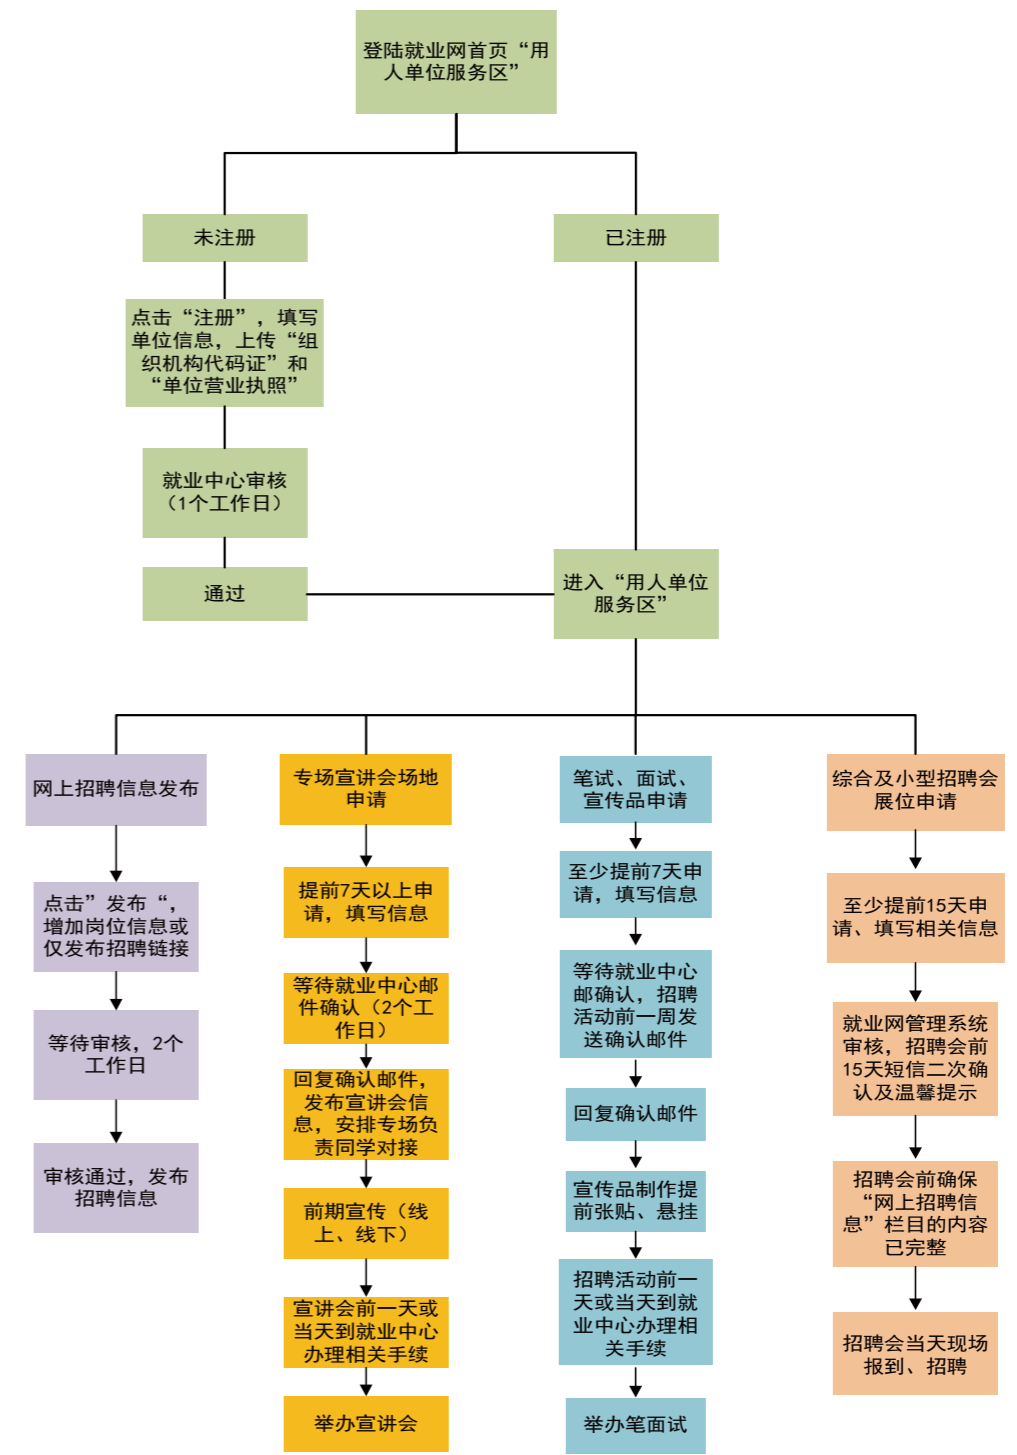 登陆就业网首页“用
人单位服务区”
未注册
已注册
点击“注册”，填写
单位信息，上传“组
织机构代码证”和
“单位营业执照”
就业中心审核
（1个工作日）
通过
进入“用人单位
服务区”
网上招聘信息发布
点击”发布“，
增加岗位信息或
仅发布招聘链接
等待审核，2个
工作日
审核通过，发布
招聘信息
专场宣讲会场地
申请
提前7天以上申
请，填写信息
等待就业中心邮
件确认（2个工
作日）
回复确认邮件，
发布宣讲会信
息，安排专场负
责同学对接
前期宣传（线
上、线下）
宣讲会前一天或
当天到就业中心
办理相关手续
举办宣讲会
笔试、面试、
宣传品申请
至少提前7天申
请，填写信息
等待就业中心
邮确认，招聘
活动前一周发
送确认邮件
回复确认邮件
宣传品制作提
前张贴、悬挂
招聘活动前一
天或当天到就
业中心办理相
关手续
举办笔面试
综合及小型招聘会
展位申请
至少提前15天申
请、填写相关信息
就业网管理系统
审核，招聘会前
15天短信二次确
认及温馨提示
招聘会前确保
“网上招聘信
息”栏目的内容
已完整
招聘会当天现场
报到、招聘